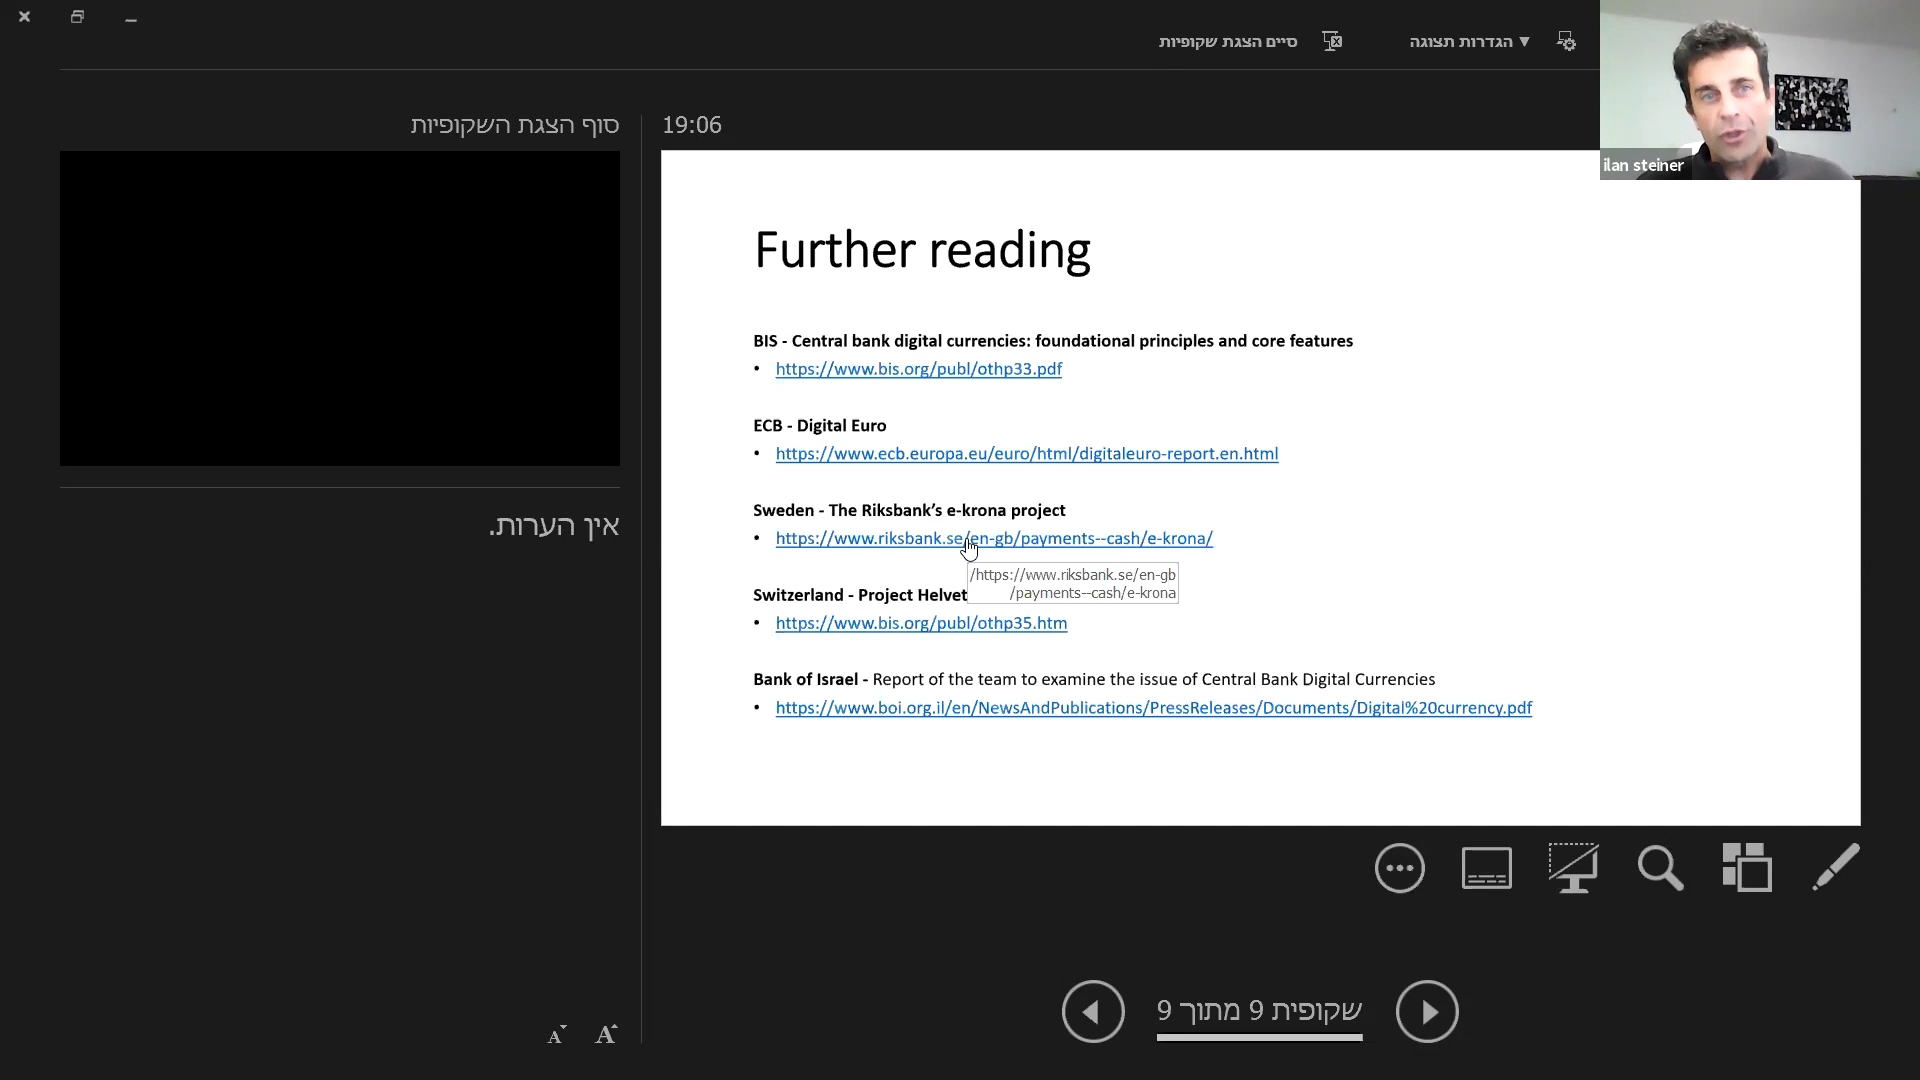 סיים הצגת שקופיות
הגדרות תצוגה ▼
ilan steiner
סוף הצגת השקופיות
19:06
Further reading
BIS - Central bank digital currencies: foundational principles and core features
• https://www.bis.org/publ/othp33.pdf
ECB - Digital Euro
• https://www.ecb.europa.eu/euro/html/digitaleuro-report.en.html
Sweden - The Riksbank’s e-krona project
• https://www.riksbank.se/en-gb/payments--cash/e-krona/
/https://www.riksbank.se/en-gb
/payments--cash/e-krona
Switzerland - Project Helvet
• https://www.bis.org/publ/othp35.htm
Bank of Israel - Report of the team to examine the issue of Central Bank Digital Currencies
• https://www.boi.org.il/en/NewsAndPublications/PressReleases/Documents/Digital%20currency.pdf
אין הערות.
A A
שקופית 9 מתוך 9